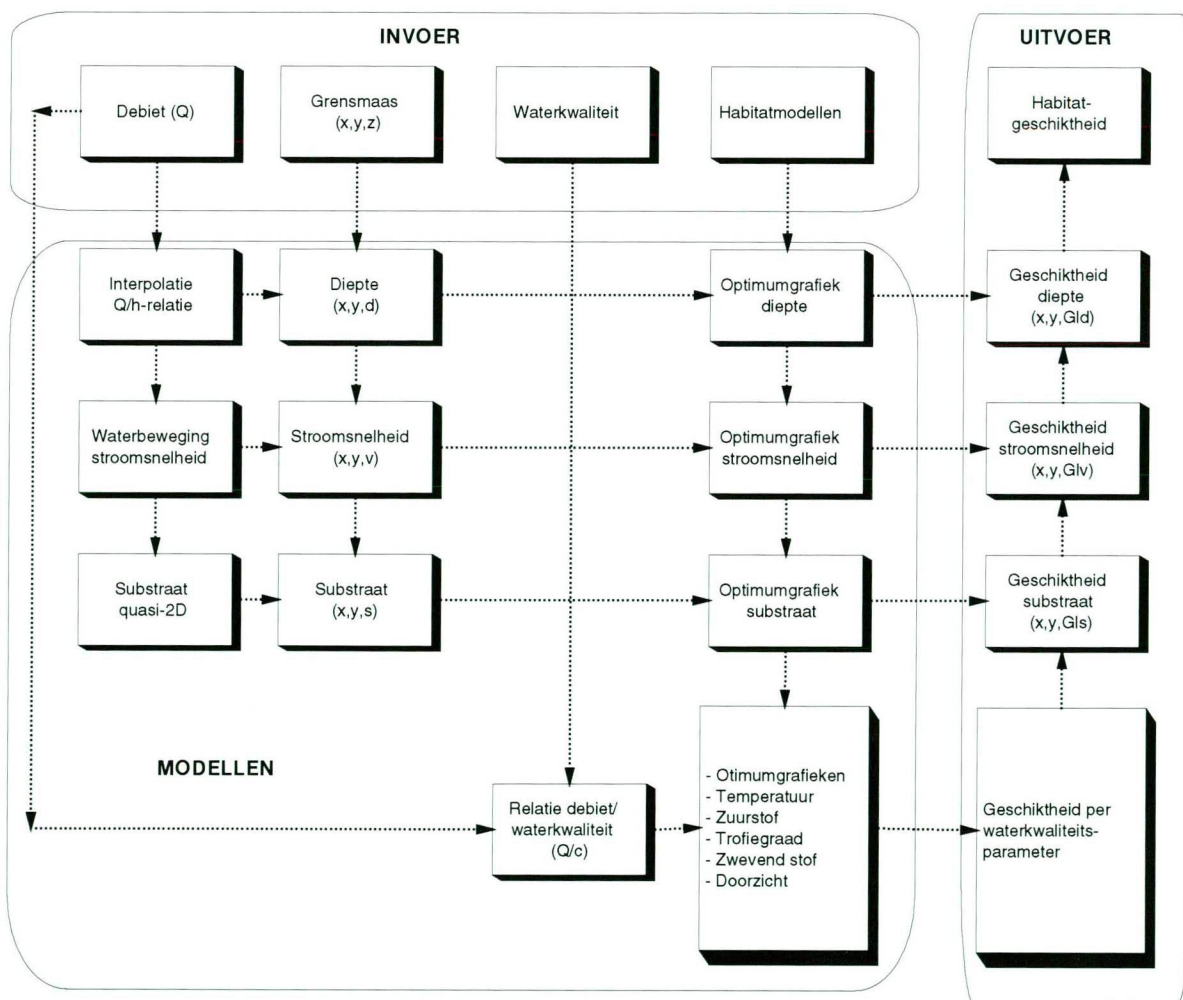 INVOER
UITVOER
Debiet (Q)
Grensmaas
(x,y,z)
Waterkwaliteit
Habitatmodellen
Habitat-
geschiktheid
Interpolatie
Q/h-relatie
Diepte
(x,y,d)
Optimumgrafiek
diepte
Geschiktheid
diepte
(x,y,Gld)
Waterbeweging
stroomsnelheid
Stroomsnelheid
(x,y,v)
Optimumgrafiek
stroomsnelheid
Geschiktheid
stroomsnelheid
(x,y,Glv)
Substraat
quasi-2D
Substraat
(x,y,s)
Optimumgrafiek
substraat
Geschiktheid
substraat
(x,y,Gls)
MODELLEN
Relatie debiet/
waterkwaliteit
(Q/c)
- Otimumgrafieken
- Temperatuur
- Zuurstof
- Trofiegraad
- Zwevend stof
- Doorzicht
Geschiktheid per
waterkwaliteits-
parameter